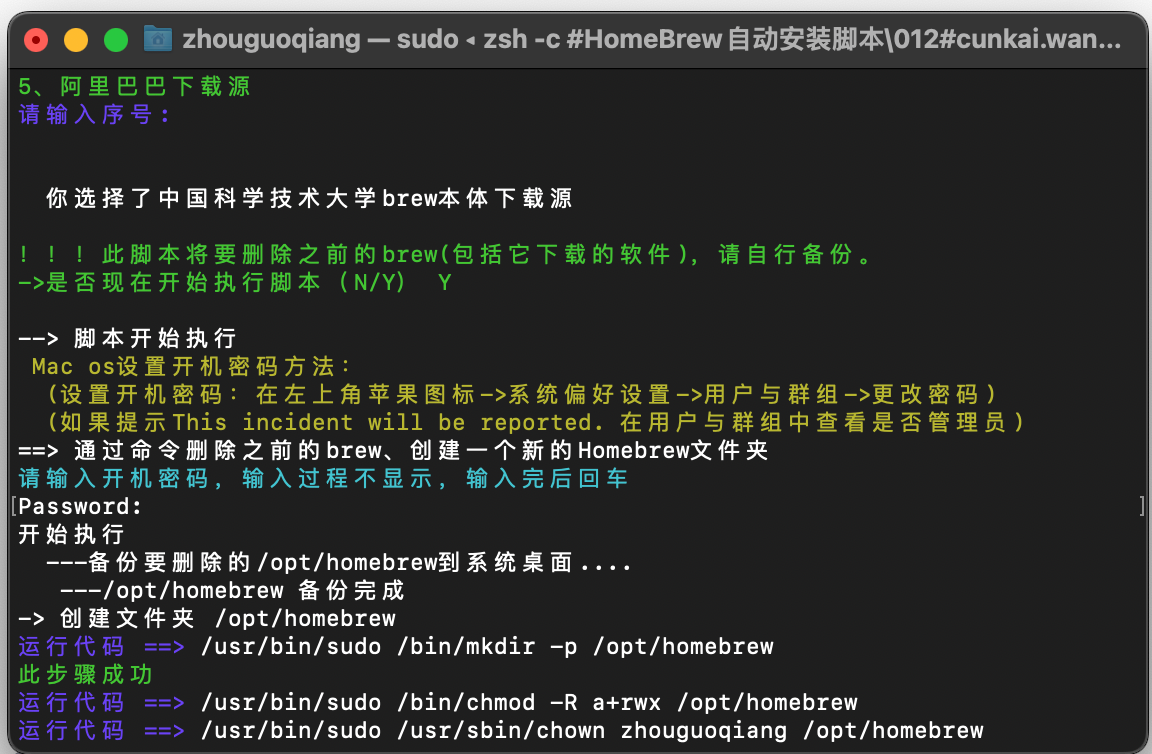 zhouguoqiang — sudo ◂ zsh -c #HomeBrew 自动安装脚本\012#cunkai.wan...
5、阿里巴巴下载源
请输入序号：
你选择了中国科学技术大学brew本体下载源
！！！此脚本将要删除之前的brew(包括它下载的软件)，请自行备份。
->是否现在开始执行脚本（N/Y） Y
--> 脚本开始执行
Mac os设置开机密码方法：
(设置开机密码：在左上角苹果图标->系统偏好设置->用户与群组->更改密码)
(如果提示This incident will be reported. 在用户与群组中查看是否管理员)
==> 通过命令删除之前的brew、创建一个新的Homebrew文件夹
请输入开机密码，输入过程不显示，输入完后回车
[Password: ]
开始执行
---备份要删除的/opt/homebrew到系统桌面....
---/opt/homebrew 备份完成
-> 创建文件夹 /opt/homebrew
运行代码 ==> /usr/bin/sudo /bin/mkdir -p /opt/homebrew
此步骤成功
运行代码 ==> /usr/bin/sudo /bin/chmod -R a+rwx /opt/homebrew
运行代码 ==> /usr/bin/sudo /usr/sbin/chown zhouguoqiang /opt/homebrew